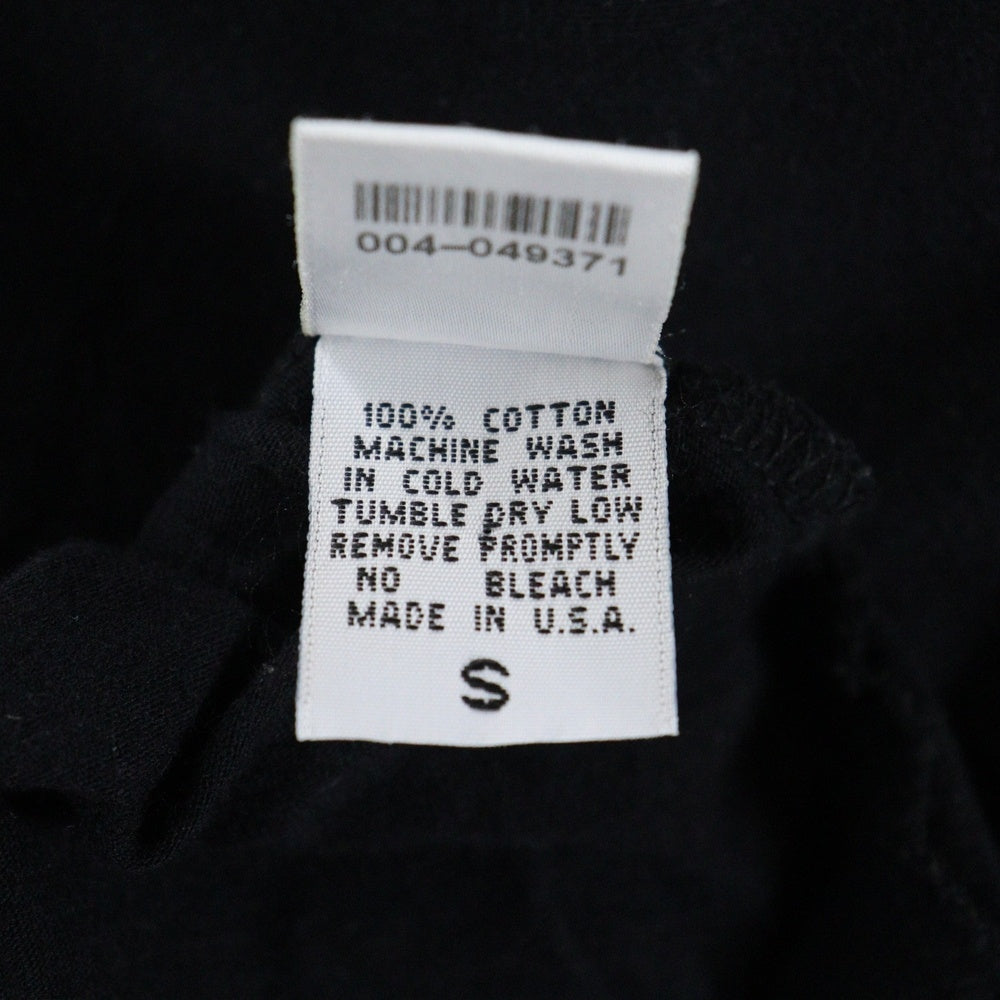 004-049371
100% COTTON
MACHINE WASH
IN COLD WATER
TUMBLE DRY LOW
REMOVE PROMPTLY
NO BLEACH
MADE IN U.S.A.
S